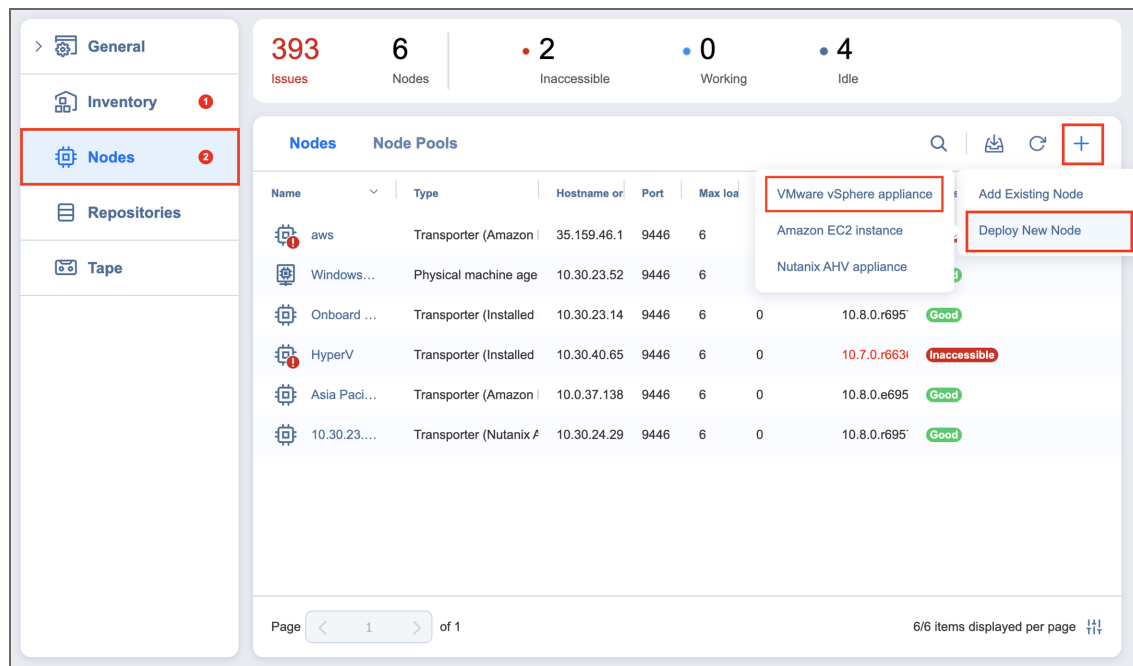 General
Inventory 1
Nodes 2
Repositories
Tape
393 6 2 0 4
Issues Nodes Inaccessible Working Idle
Nodes Node Pools
Name Type Hostname or Port Max loa
VMware vSphere appliance
Amazon EC2 instance
Nutanix AHV appliance
Add Existing Node
Deploy New Node
aws Transporter (Amazon 35.159.46.1 9446 6
Windows... Physical machine age 10.30.23.52 9446 6
Onboard ... Transporter (Installed 10.30.23.14 9446 6 0 10.8.0.r695 Good
HyperV Transporter (Installed 10.30.40.65 9446 6 0 10.7.0.r663 Inaccessible
Asia Paci... Transporter (Amazon 10.0.37.138 9446 6 0 10.8.0.e695 Good
10.30.23.... Transporter (Nutanix 10.30.24.29 9446 6 0 10.8.0.r695 Good
Page 1 of 1
6/6 items displayed per page